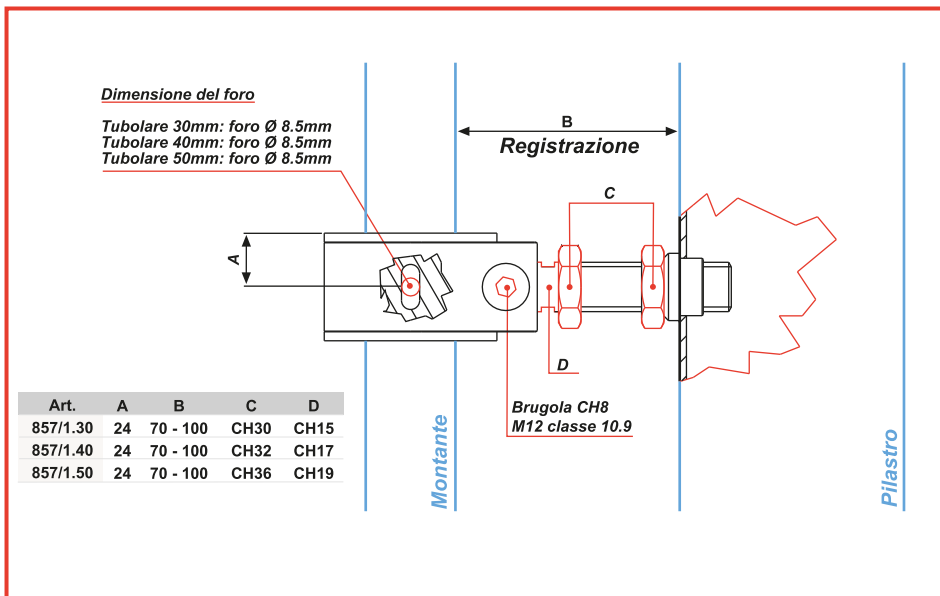 Dimensione del foro
Tubolare 30mm: foro Ø 8.5mm
Tubolare 40mm: foro Ø 8.5mm
Tubolare 50mm: foro Ø 8.5mm
B
Registrazione
C
A
D
Brugola CH8
M12 classe 10.9
Art. A B C D
857/1.30 24 70 - 100 CH30 CH15
857/1.40 24 70 - 100 CH32 CH17
857/1.50 24 70 - 100 CH36 CH19
Montante
Pilastro